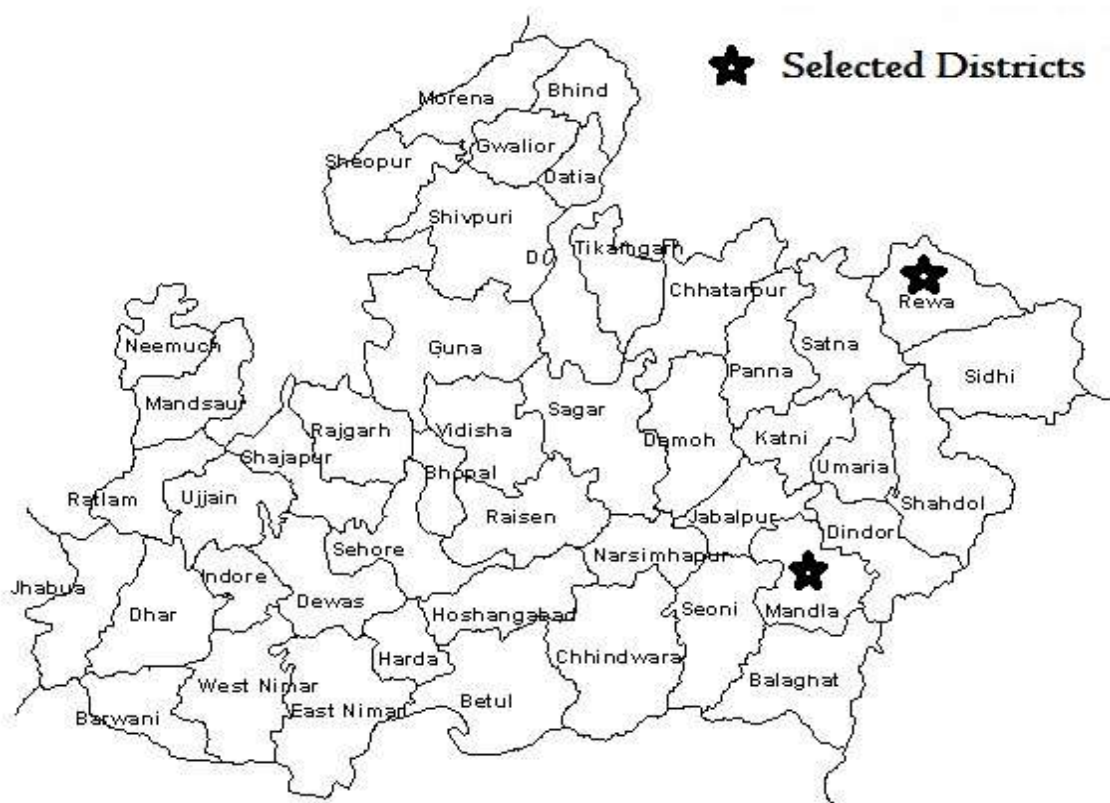 Selected Districts
Bhind
Morena
Gwalior
Sheopur
Datia
Shivpuri
Tikamgarh
D
Chhatarpur
Rewa
Neemuch
Guna
Satna
Panna
Sidhi
Mandsaur
Sagar
Rajgarh
Vidisha
Damoh
Katni
Shajapur
Bhopal
Umaria
Ratlam
Ujjain
Raisen
Jabalpur
Shahdol
Dindori
Sehore
Narsimhapur
Jhabua
Indore
Dewas
Hoshangabad
Seoni
Mandla
Dhar
Harda
Chhindwara
West Nimar
Balaghat
Barwani
East Nimar
Betul